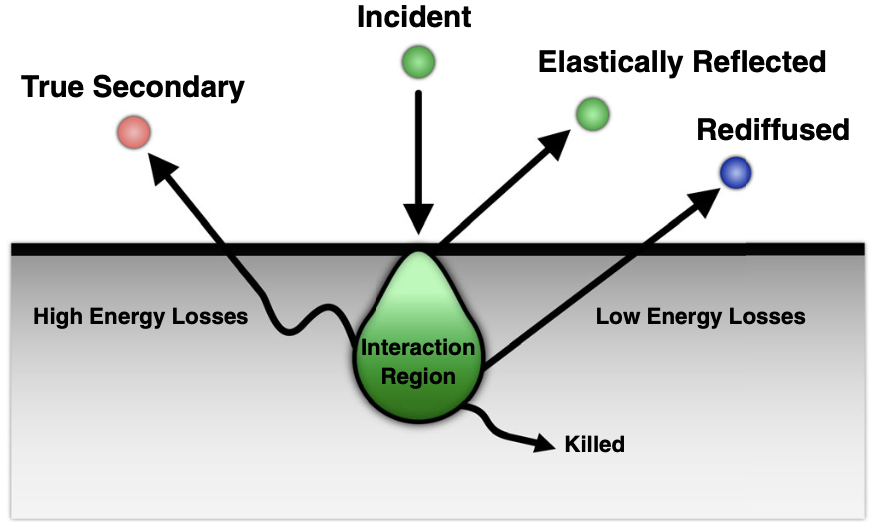 Incident
Elastically Reflected
True Secondary
Rediffused
High Energy Losses
Low Energy Losses
Interaction
Region
Killed